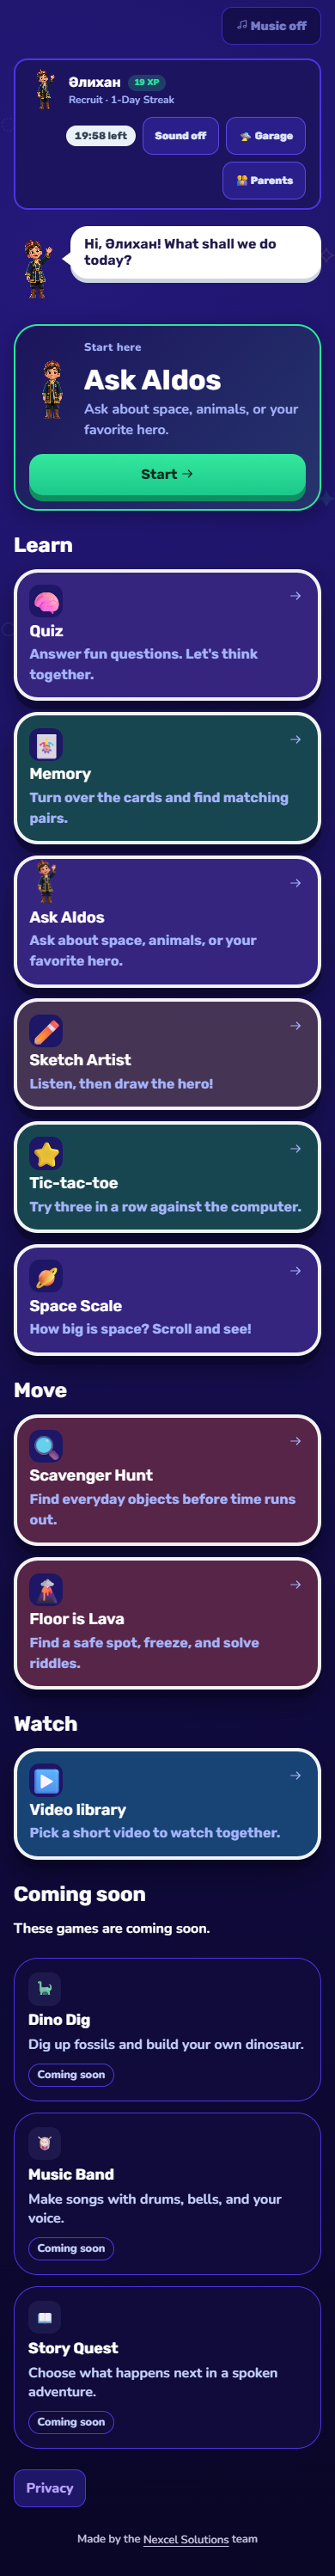 Music off
Әлихан 19 XP
Recruit · 1-Day Streak
19:58 left
Sound off
Garage
Parents
Hi, Әлихан! What shall we do
today?
Start here
Ask Aldos
Ask about space, animals, or your
favorite hero.
Start →
Learn
→
Quiz
Answer fun questions. Let's think
together.
→
Memory
Turn over the cards and find matching
pairs.
→
Ask Aldos
Ask about space, animals, or your
favorite hero.
→
Sketch Artist
Listen, then draw the hero!
→
Tic-tac-toe
Try three in a row against the computer.
→
Space Scale
How big is space? Scroll and see!
Move
→
Scavenger Hunt
Find everyday objects before time runs
out.
→
Floor is Lava
Find a safe spot, freeze, and solve
riddles.
Watch
→
Video library
Pick a short video to watch together.
Coming soon
These games are coming soon.
Dino Dig
Dig up fossils and build your own dinosaur.
Coming soon
Music Band
Make songs with drums, bells, and your
voice.
Coming soon
Story Quest
Choose what happens next in a spoken
adventure.
Coming soon
Privacy
Made by the Nexcel Solutions team